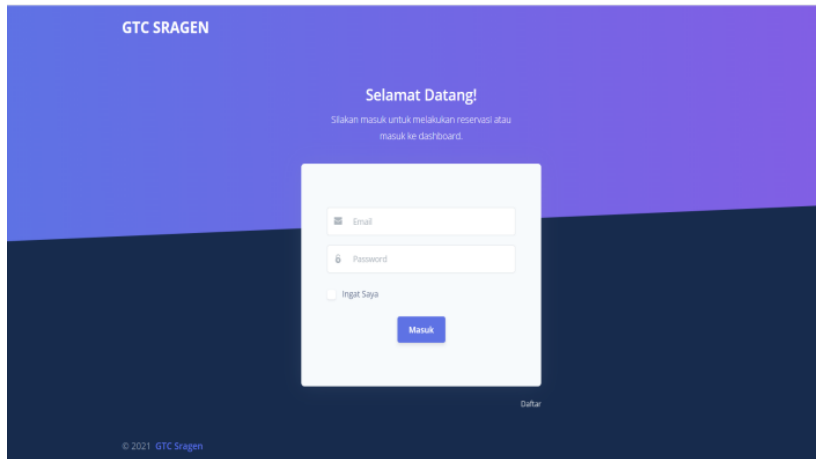 GTC SRAGEN
Selamat Datang!
Silakan masuk untuk melakukan reservasi atau
masuk ke dashboard.
Email
Password
Ingat Saya
Masuk
Daftar
© 2021 GTC Sragen